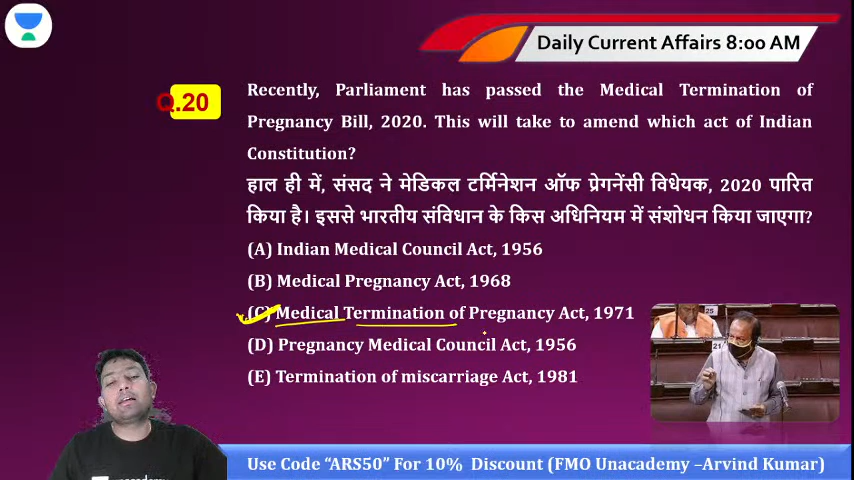 Daily Current Affairs 8:00 AM
Q.20
Recently, Parliament has passed the Medical Termination of
Pregnancy Bill, 2020. This will take to amend which act of Indian
Constitution?
हाल ही में, संसद ने मेडिकल टर्मिनेशन ऑफ प्रेगनेंसी विधेयक, 2020 पारित
किया है। इससे भारतीय संविधान के किस अधिनियम में संशोधन किया जाएगा?
(A) Indian Medical Council Act, 1956
(B) Medical Pregnancy Act, 1968
(C) Medical Termination of Pregnancy Act, 1971
(D) Pregnancy Medical Council Act, 1956
(E) Termination of miscarriage Act, 1981
Use Code “ARS50” For 10% Discount (FMO Unacademy –Arvind Kumar)